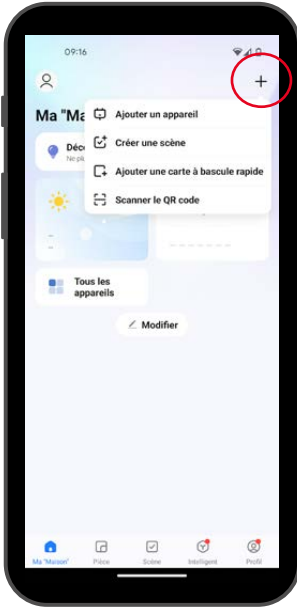 09:16
Ma "Ma
Ajouter un appareil
Créer une scène
Déc
Ne plu
Ajouter une carte à bascule rapide
Scanner le QR code
Tous les
appareils
Modifier
Ma "Maison"
Pièce
Scène
Intelligent
Profil